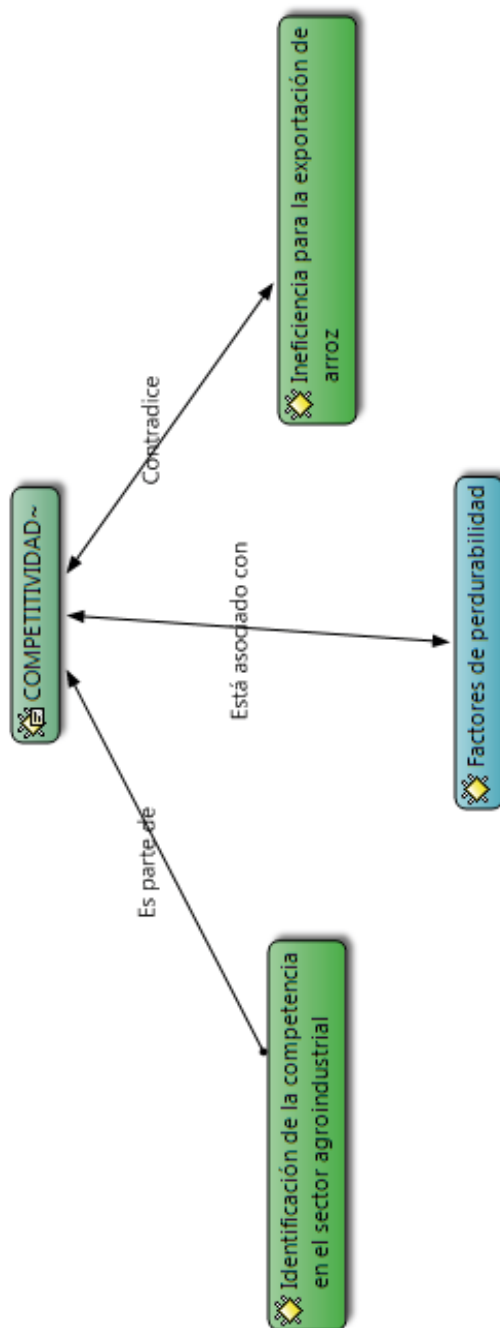 COMPETITIVIDAD~
Es parte de
Está asociado con
Contradice
Identificación de la competencia
en el sector agroindustrial
Factores de perdurabilidad
Ineficiencia para la exportación de
arroz